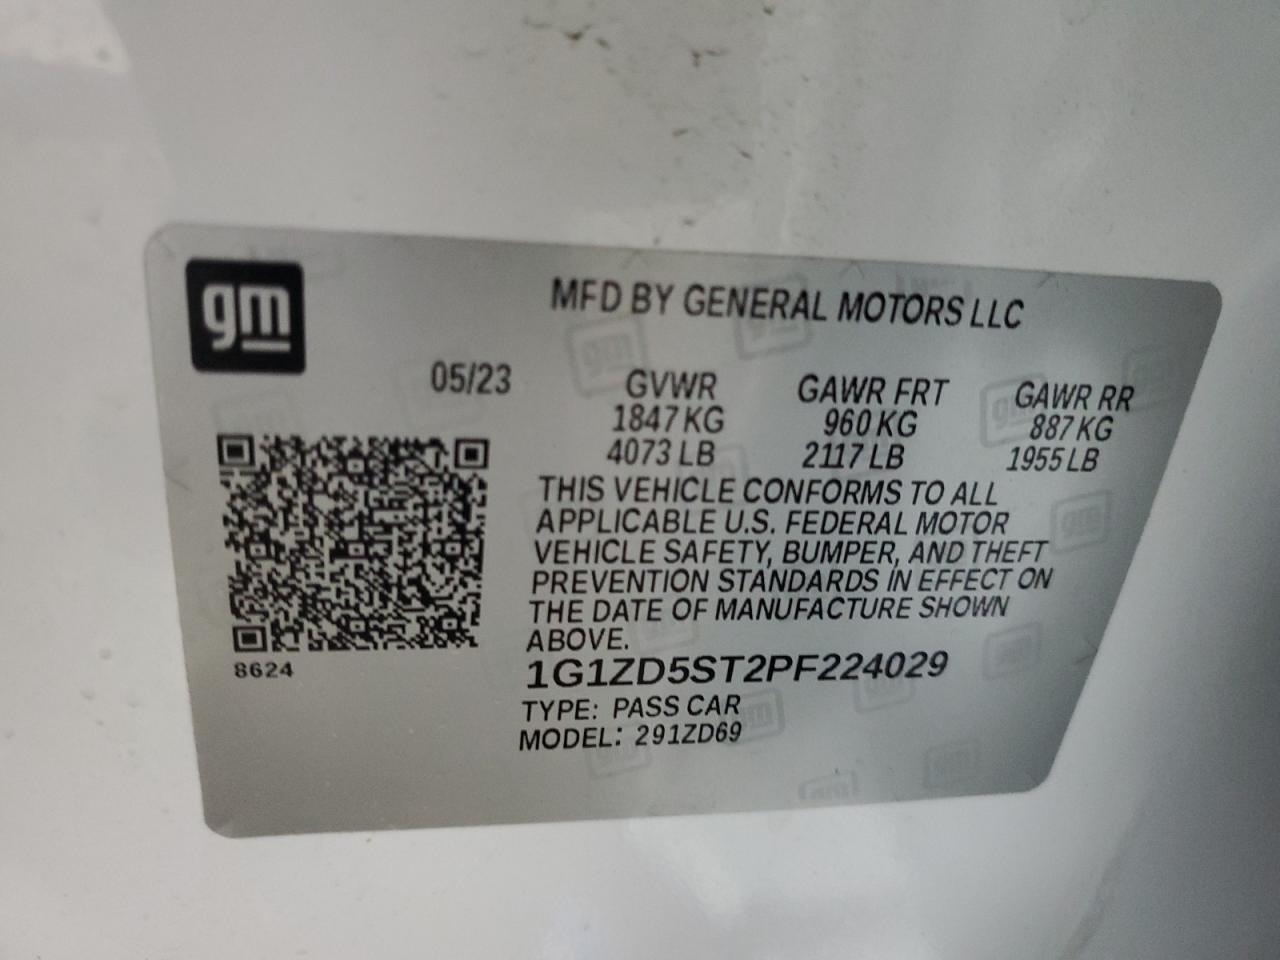 gm
MFD BY GENERAL MOTORS LLC
05/23 GVWR GAWR FRT GAWR RR
1847 KG 960 KG 887 KG
4073 LB 2117 LB 1955 LB
THIS VEHICLE CONFORMS TO ALL
APPLICABLE U.S. FEDERAL MOTOR
VEHICLE SAFETY, BUMPER, AND THEFT
PREVENTION STANDARDS IN EFFECT ON
THE DATE OF MANUFACTURE SHOWN
ABOVE.
8624
1G1ZD5ST2PF224029
TYPE: PASS CAR
MODEL: 291ZD69